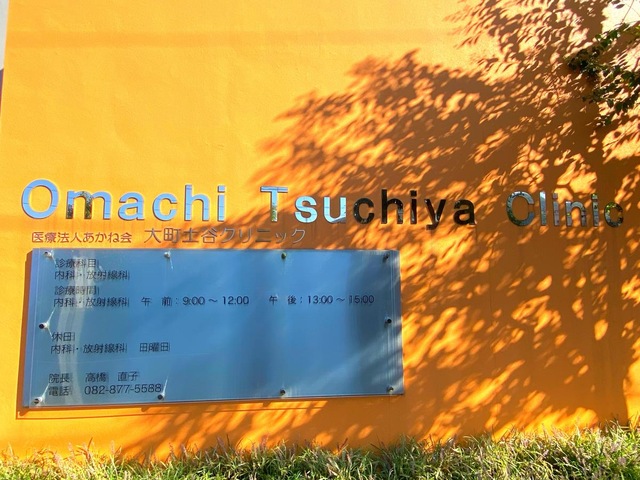 Omachi Tsuchiya Clinic
医療法人あかね会 大町土谷クリニック
診療科目
内科・放射線科
診療時間
内科・放射線科 午 前:9:00 ～ 12:00 午 後:13:00 ～ 15:00
休日
内科・放射線科 日曜日
院長 高橋 直子
電話 082-877-5588